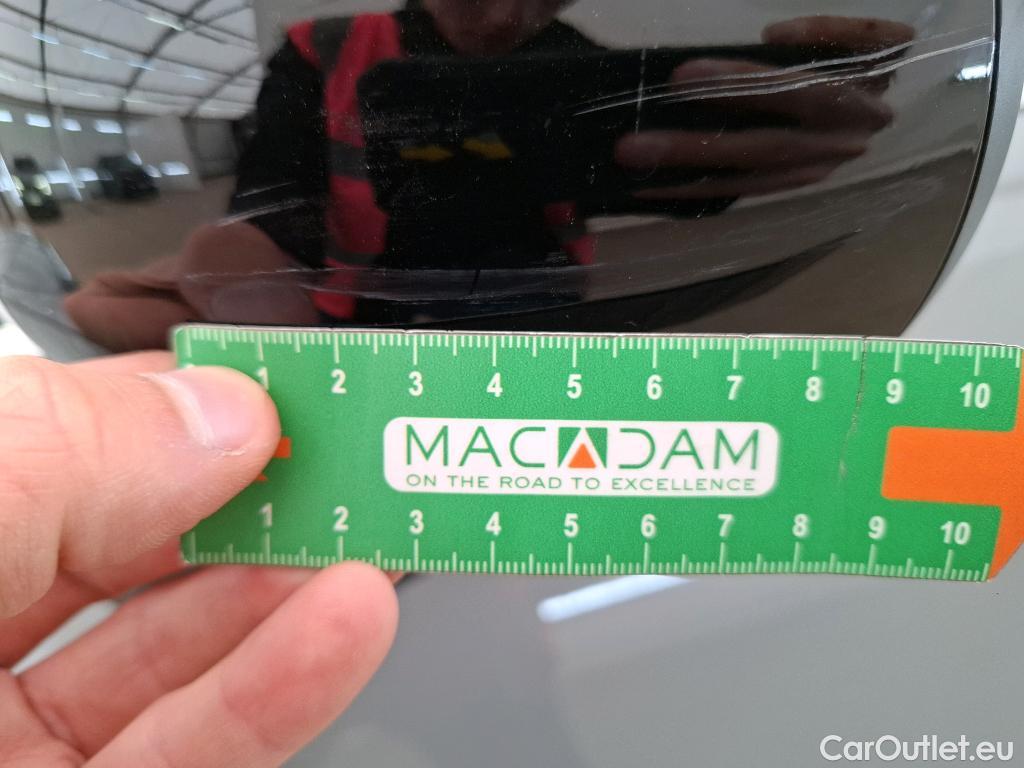 1 2 3 4 5 6 7 8 9 10
MACADAM
ON THE ROAD TO EXCELLENCE
1 2 3 4 5 6 7 8 9 10
CarOutlet.eu